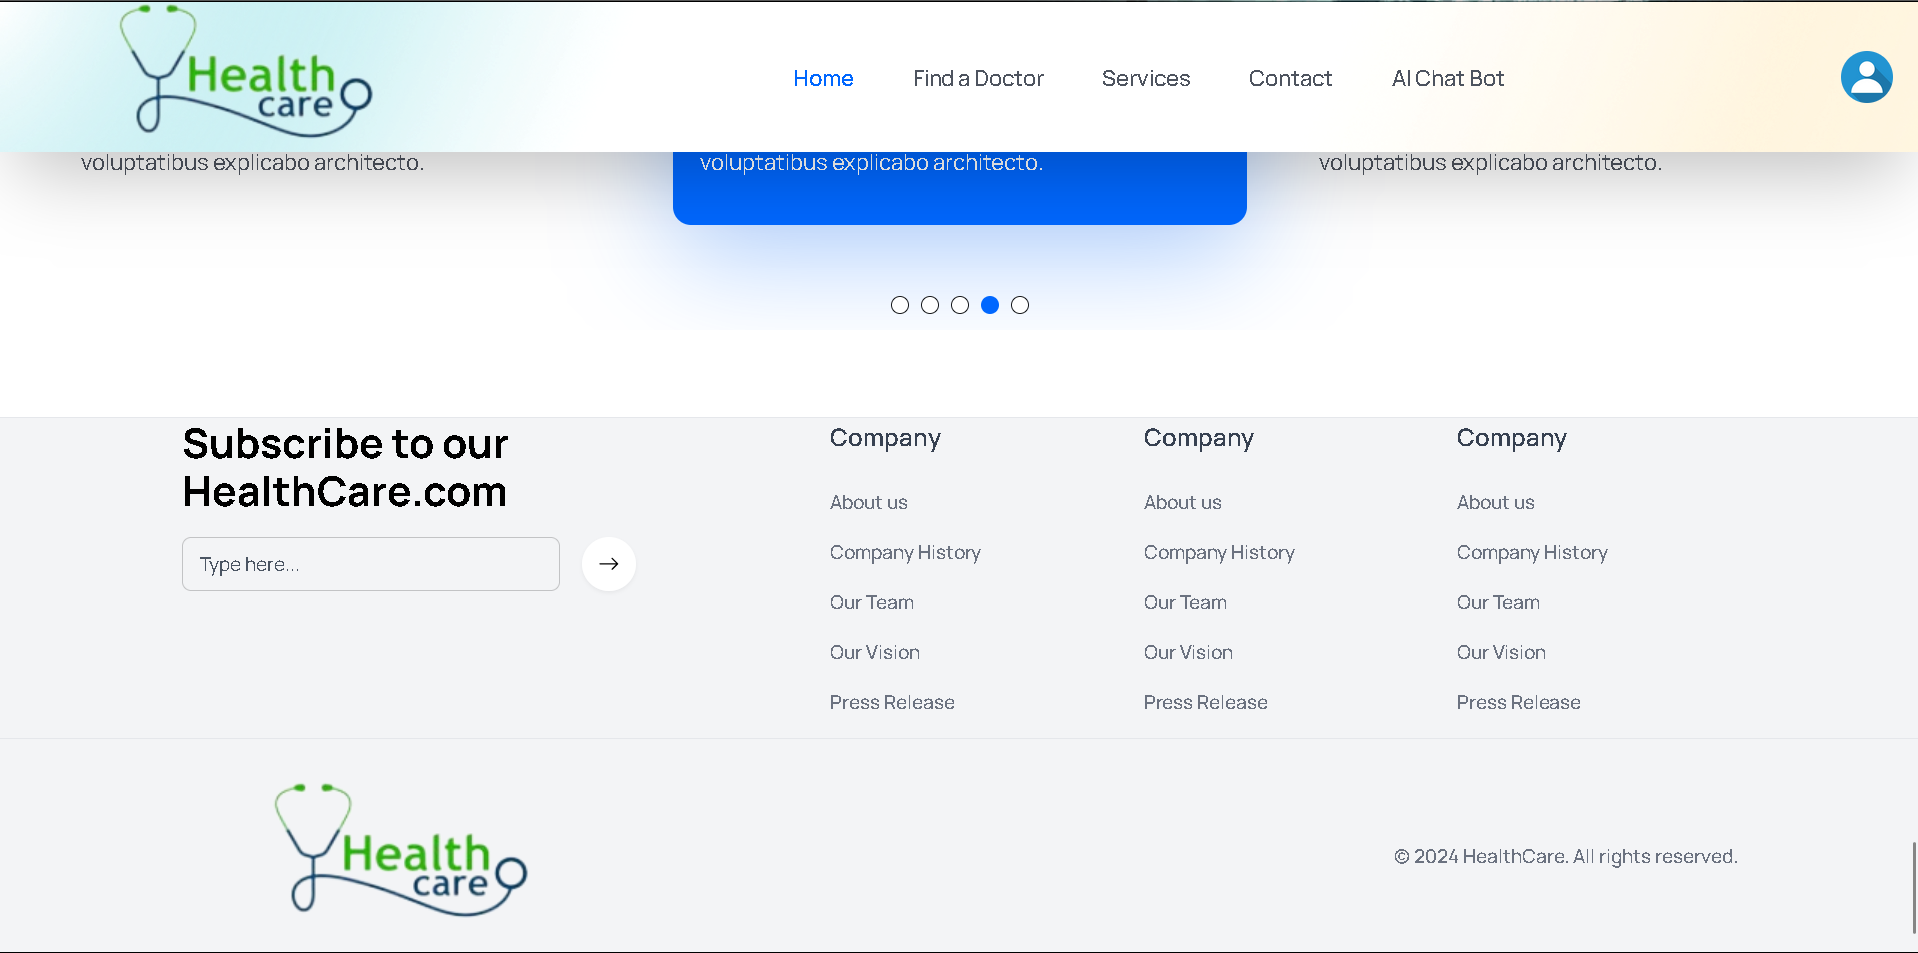 Health
care
Home
Find a Doctor
Services
Contact
AI Chat Bot
voluptatibus explicabo architecto.
voluptatibus explicabo architecto.
voluptatibus explicabo architecto.
Subscribe to our
HealthCare.com
Type here...
Company
About us
Company History
Our Team
Our Vision
Press Release
Company
About us
Company History
Our Team
Our Vision
Press Release
Company
About us
Company History
Our Team
Our Vision
Press Release
Health
care
© 2024 HealthCare. All rights reserved.